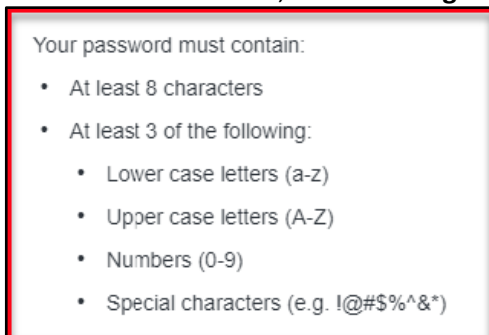 Your password must contain:
• At least 8 characters
• At least 3 of the following:
• Lower case letters (a-z)
• Upper case letters (A-Z)
• Numbers (0-9)
• Special characters (e.g. !@#$%^&*)